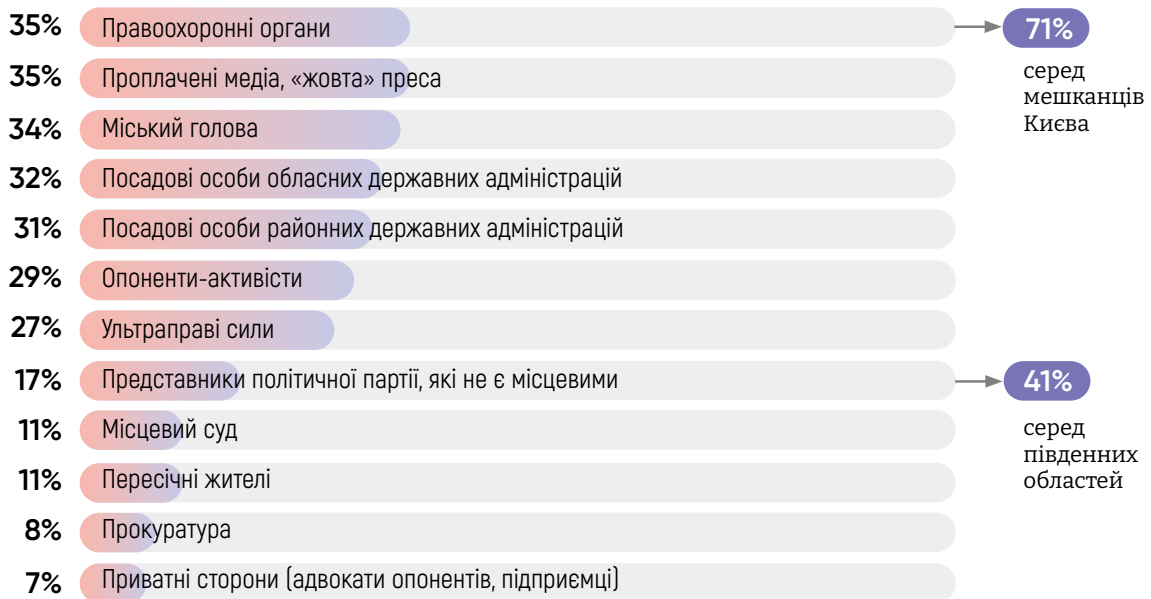 35% Правоохоронні органи 71%
35% Проплачені медіа, «жовта» преса
серед
мешканців
Києва
34% Міський голова
32% Посадові особи обласних державних адміністрацій
31% Посадові особи районних державних адміністрацій
29% Опоненти-активісти
27% Ультраправі сили
17% Представники політичної партії, які не є місцевими 41%
серед
південних
областей
11% Місцевий суд
11% Пересічні жителі
8% Прокуратура
7% Приватні сторони (адвокати опонентів, підприємці)